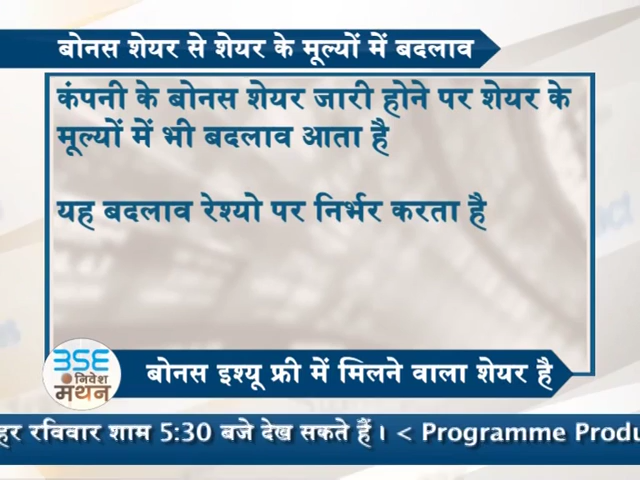 बोनस शेयर से शेयर के मूल्यों में बदलाव
कंपनी के बोनस शेयर जारी होने पर शेयर के
मूल्यों में भी बदलाव आता है
यह बदलाव रेश्यो पर निर्भर करता है
BSE
निवेश
मंथन
बोनस इश्यू फ्री में मिलने वाला शेयर है
हर रविवार शाम 5:30 बजे देख सकते हैं। < Programme Produ